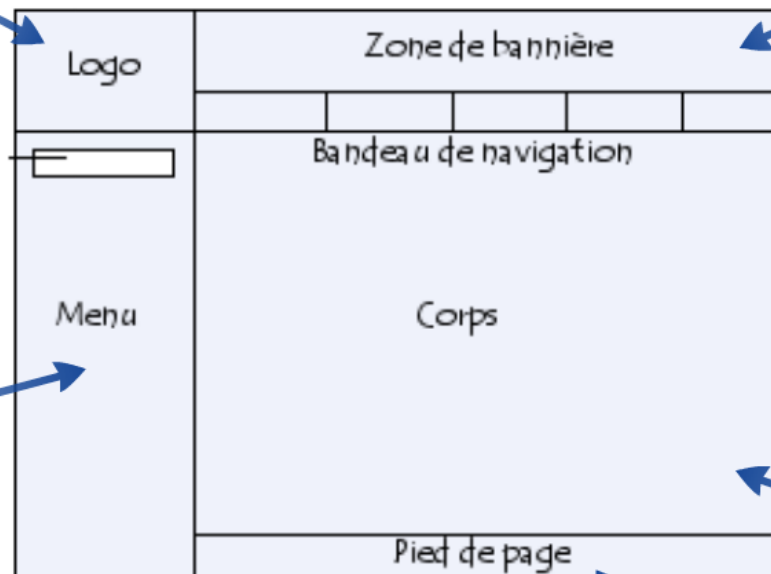 Logo
Zone de bannière
Bandeau de navigation
Menu
Corps
Pied de page